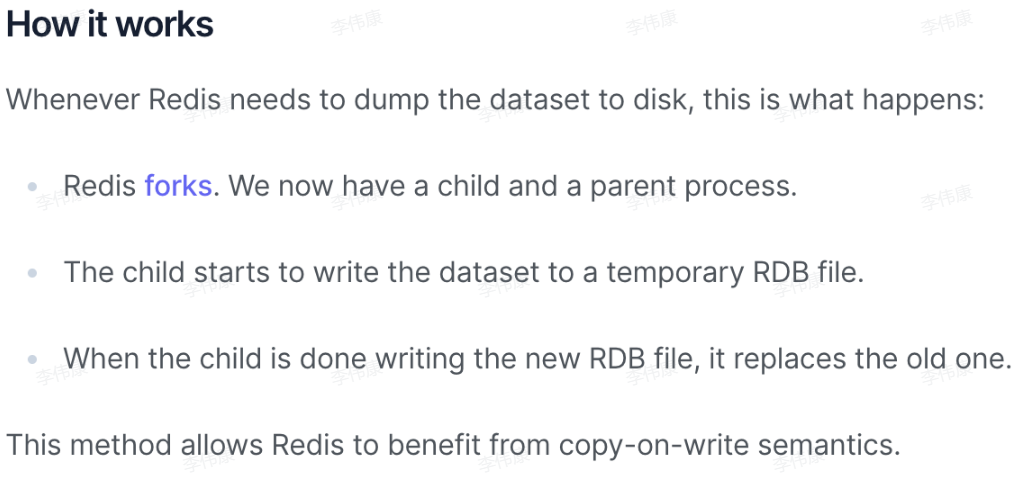 How it works
Whenever Redis needs to dump the dataset to disk, this is what happens:
Redis forks. We now have a child and a parent process.
The child starts to write the dataset to a temporary RDB file.
When the child is done writing the new RDB file, it replaces the old one.
This method allows Redis to benefit from copy-on-write semantics.
李伟康